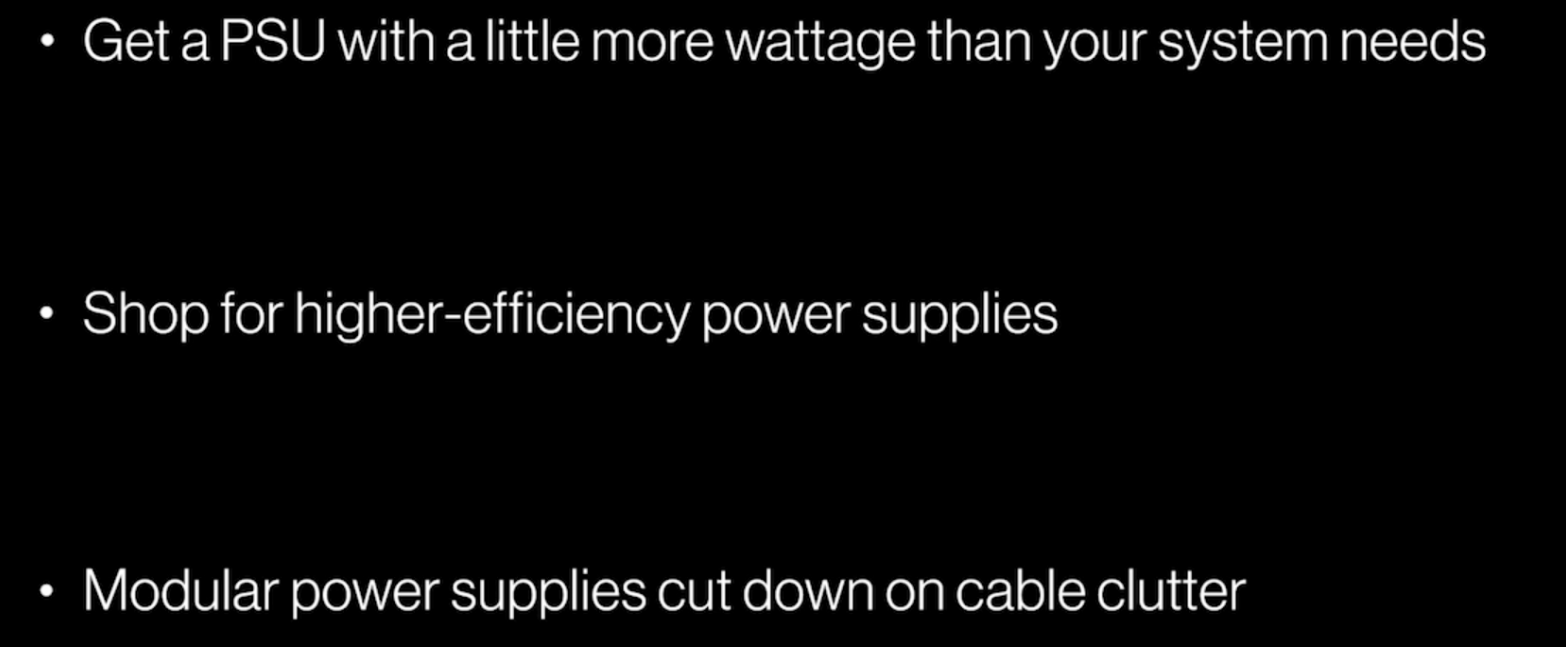 • Get a PSU with a little more wattage than your system needs
• Shop for higher-efficiency power supplies
• Modular power supplies cut down on cable clutter